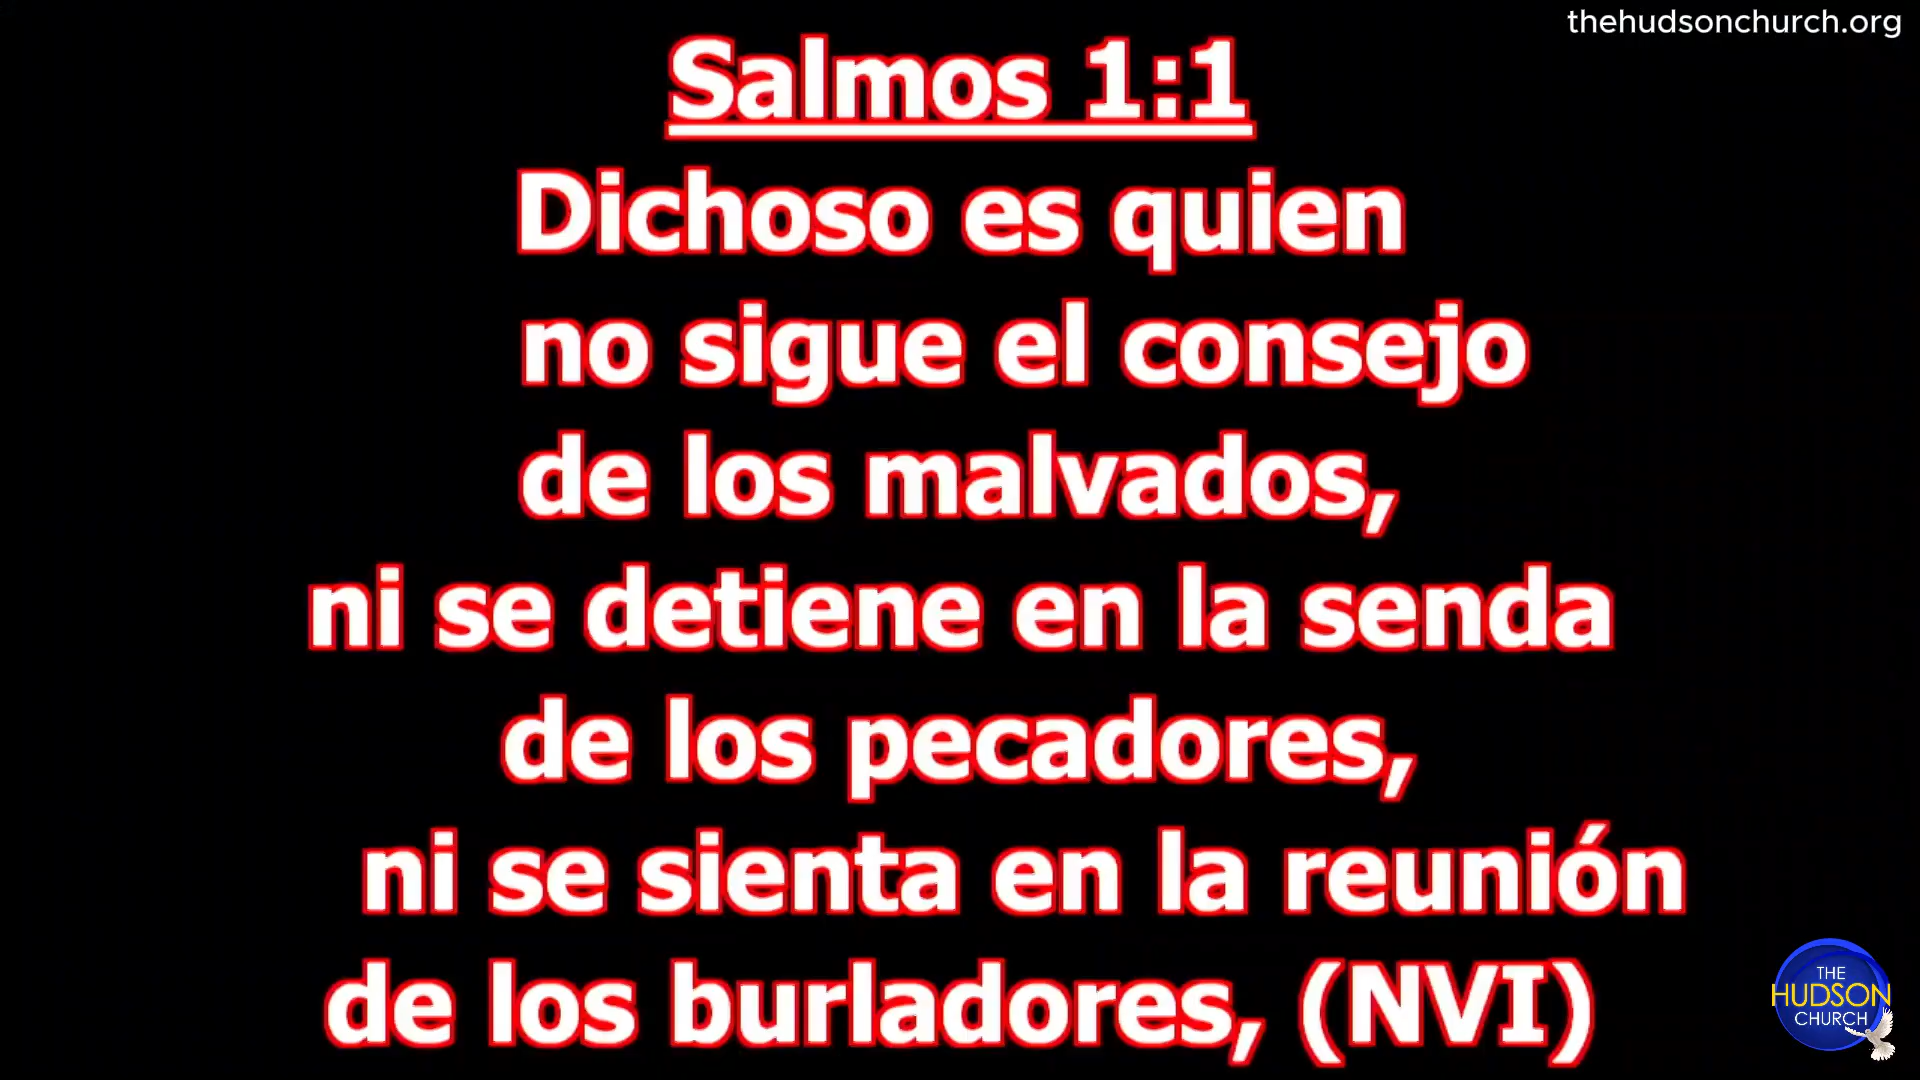 thehudsonchurch.org
Salmos 1:1
Dichoso es quien
no sigue el consejo
de los malvados,
ni se detiene en la senda
de los pecadores,
ni se sienta en la reunión
de los burladores, (NVI)
THE
HUDSON
CHURCH